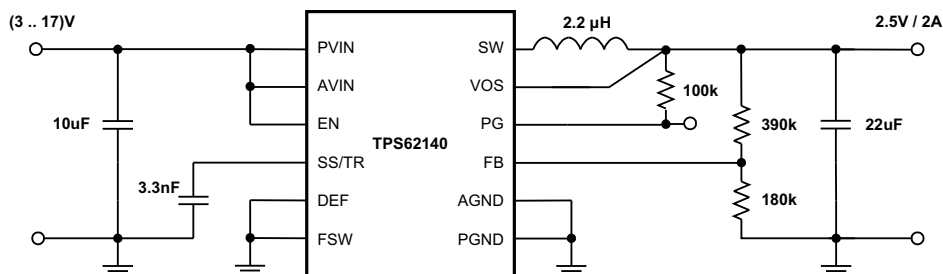 (3 .. 17)V
2.2 µH
2.5V / 2A
PVIN
SW
AVIN
VOS
100k
10uF
EN
PG
TPS62140
390k
22uF
SS/TR
FB
3.3nF
DEF
AGND
180k
FSW
PGND